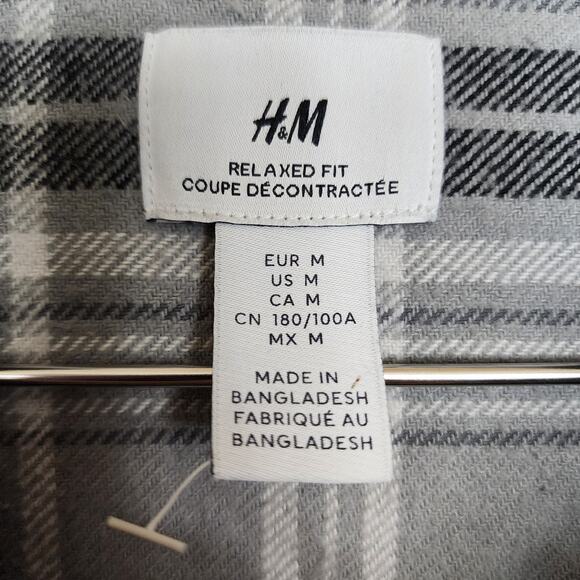 H&M
RELAXED FIT
COUPE DÉCONTRACTÉE
EUR M
US M
CA M
CN 180/100A
MX M
MADE IN
BANGLADESH
FABRIQUÉ AU
BANGLADESH